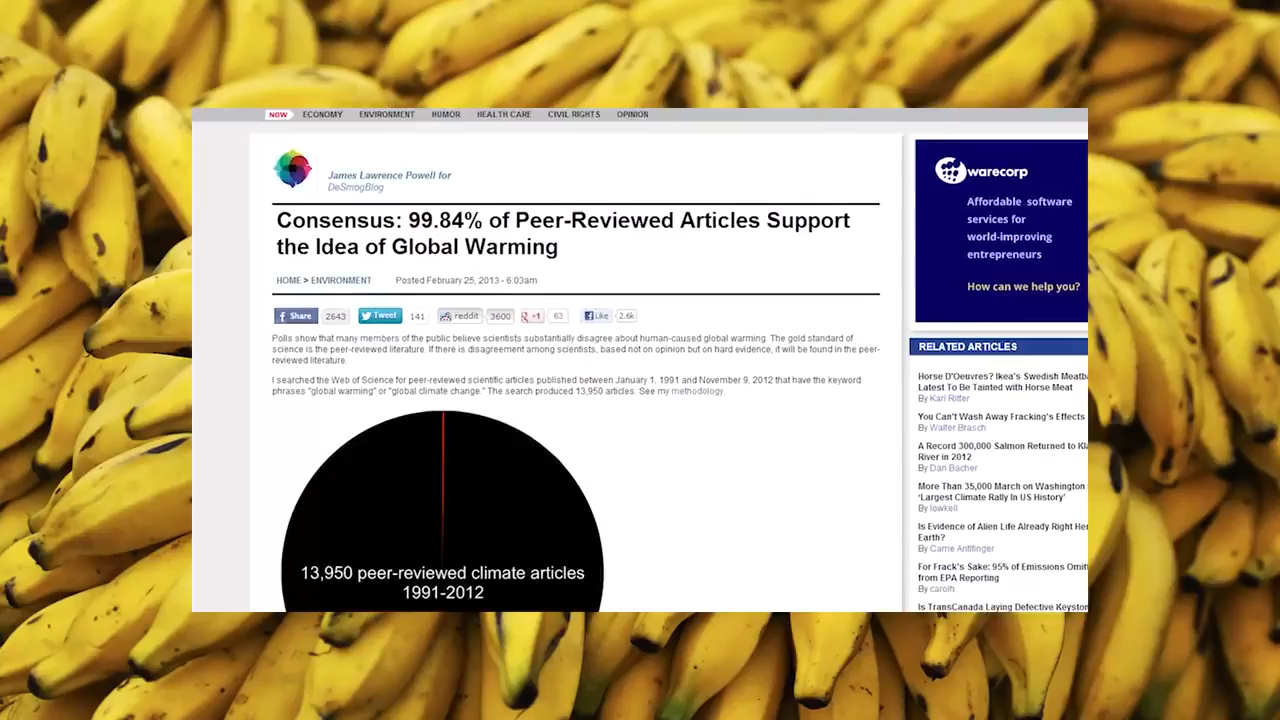 NOW ECONOMY ENVIRONMENT HUMOR HEALTH CARE CIVIL RIGHTS OPINION
James Lawrence Powell for
DeSmogBlog
Consensus: 99.84% of Peer-Reviewed Articles Support
the Idea of Global Warming
HOME > ENVIRONMENT Posted February 25, 2013 - 6:03am
Share 2643 Tweet 141 reddit 3600 +1 63 Like 2.6k
Polls show that many members of the public believe scientists substantially disagree about human-caused global warming. The gold standard of
science is the peer-reviewed literature. If there is disagreement among scientists, based not on opinion but on hard evidence, it will be found in the peer-
reviewed literature.
I searched the Web of Science for peer-reviewed scientific articles published between January 1, 1991 and November 9, 2012 that have the keyword
phrases "global warming" or "global climate change." The search produced 13,950 articles. See my methodology.
13,950 peer-reviewed climate articles
1991-2012
warecorp
Affordable software
services for
world-improving
entrepreneurs
How can we help you?
RELATED ARTICLES
Horse D'Oeuvres? Ikea's Swedish Meatba
Latest To Be Tainted with Horse Meat
By Karl Ritter
You Can't Wash Away Fracking's Effects
By Walter Brasch
A Record 300,000 Salmon Returned to Kla
River in 2012
By Dan Bacher
More Than 35,000 March on Washington
'Largest Climate Rally In US History'
By lowkell
Is Evidence of Alien Life Already Right Her
Earth?
By Carrie Antlfinger
For Frack's Sake: 95% of Emissions Omitt
from EPA Reporting
By carolh
Is TransCanada Laying Defective Keyston